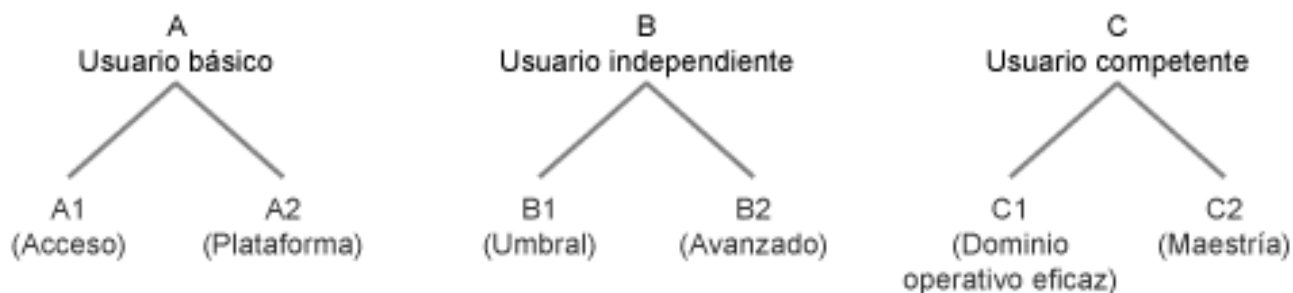 A
Usuario básico
A1
(Acceso)
A2
(Plataforma)
B
Usuario independiente
B1
(Umbral)
B2
(Avanzado)
C
Usuario competente
C1
(Dominio
operativo eficaz)
C2
(Maestría)